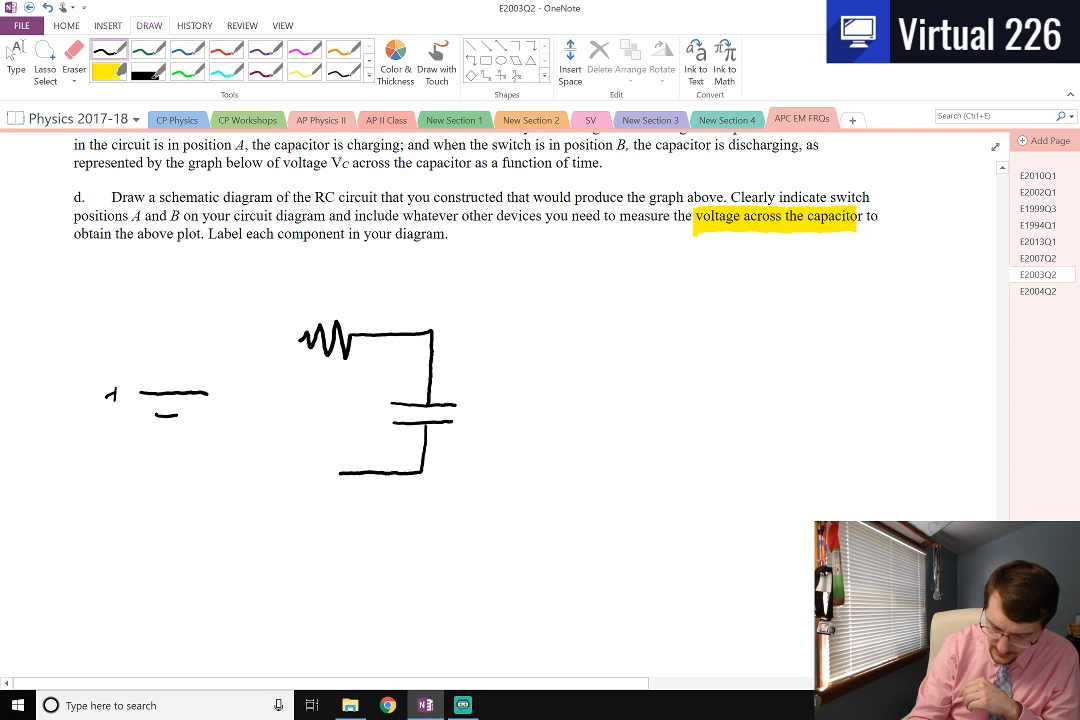 E2003Q2 - OneNote
Virtual 226
FILE HOME INSERT DRAW HISTORY REVIEW VIEW
Type Lasso Select Eraser Color & Thickness Draw with Touch Insert Space Delete Arrange Rotate Ink to Text Ink to Math
Tools Shapes Edit Convert
Physics 2017-18 CP Physics CP Workshops AP Physics II AP II Class New Section 1 New Section 2 SV New Section 3 New Section 4 APC EM FRQs Search (Ctrl+E)
Add Page
in the circuit is in position A, the capacitor is charging; and when the switch is in position B, the capacitor is discharging, as
represented by the graph below of voltage VC across the capacitor as a function of time.
d. Draw a schematic diagram of the RC circuit that you constructed that would produce the graph above. Clearly indicate switch
positions A and B on your circuit diagram and include whatever other devices you need to measure the voltage across the capacitor to
obtain the above plot. Label each component in your diagram.
E2010Q1
E2002Q1
E1999Q3
E1994Q1
E2013Q1
E2007Q2
E2003Q2
E2004Q2
Type here to search